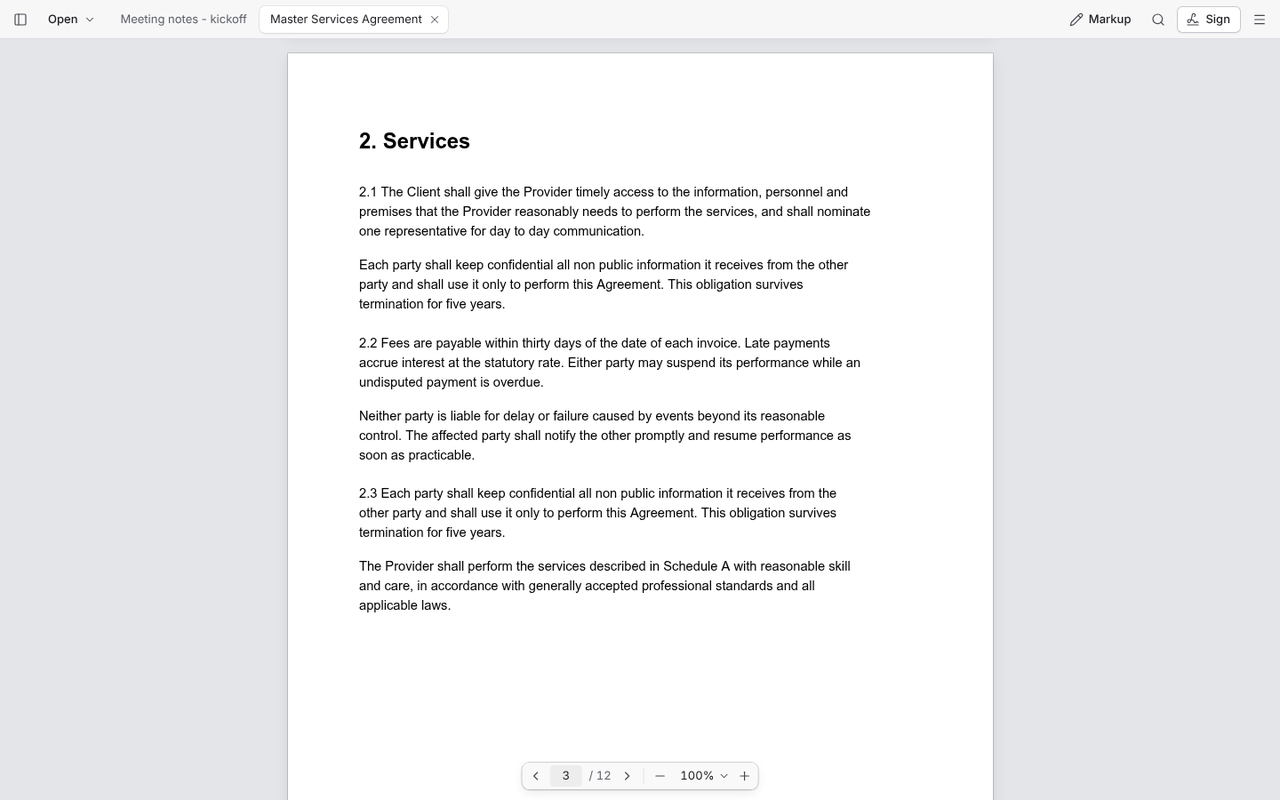 Open
Meeting notes - kickoff
Master Services Agreement
Markup
Sign
2. Services
2.1 The Client shall give the Provider timely access to the information, personnel and
premises that the Provider reasonably needs to perform the services, and shall nominate
one representative for day to day communication.
Each party shall keep confidential all non public information it receives from the other
party and shall use it only to perform this Agreement. This obligation survives
termination for five years.
2.2 Fees are payable within thirty days of the date of each invoice. Late payments
accrue interest at the statutory rate. Either party may suspend its performance while an
undisputed payment is overdue.
Neither party is liable for delay or failure caused by events beyond its reasonable
control. The affected party shall notify the other promptly and resume performance as
soon as practicable.
2.3 Each party shall keep confidential all non public information it receives from the
other party and shall use it only to perform this Agreement. This obligation survives
termination for five years.
The Provider shall perform the services described in Schedule A with reasonable skill
and care, in accordance with generally accepted professional standards and all
applicable laws.
3 / 12
100%